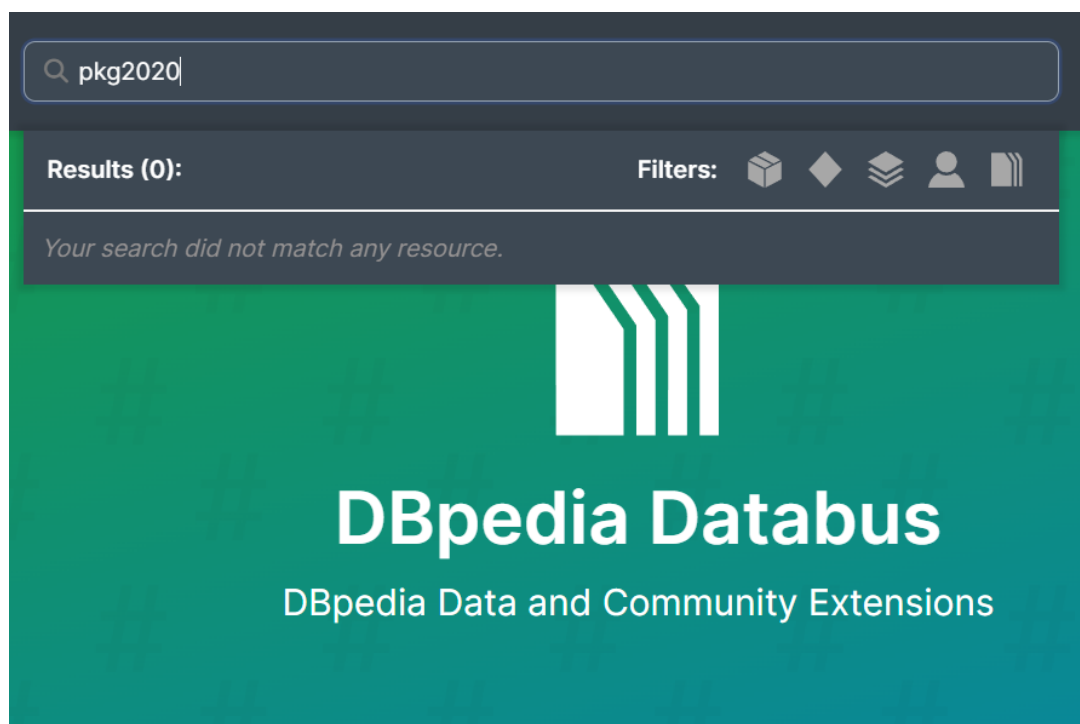 pkg2020
Results (0): Filters:
Your search did not match any resource.
DBpedia Databus
DBpedia Data and Community Extensions